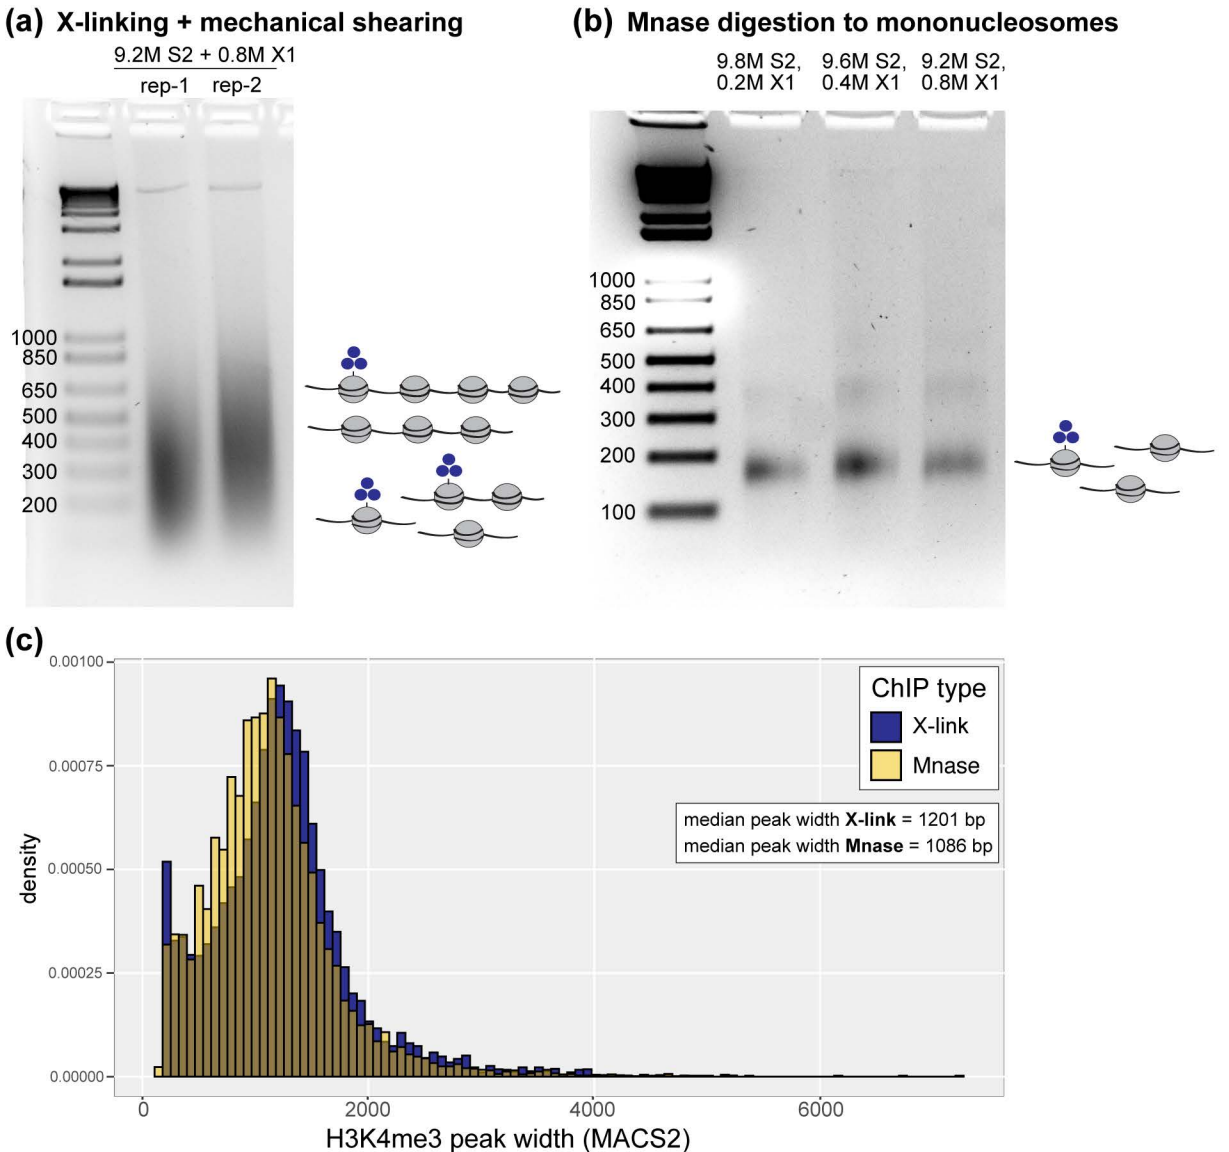 (a) X-linking + mechanical shearing
9.2M S2 + 0.8M X1
rep-1 rep-2
1000
850
650
500
400
300
200
(b) Mnase digestion to mononucleosomes
9.8M S2, 9.6M S2, 9.2M S2,
0.2M X1 0.4M X1 0.8M X1
1000
850
650
500
400
300
200
100
(c)
0.00100
0.00075
0.00050
0.00025
0.00000
density
ChIP type
X-link
Mnase
median peak width X-link = 1201 bp
median peak width Mnase = 1086 bp
0 2000 4000 6000
H3K4me3 peak width (MACS2)